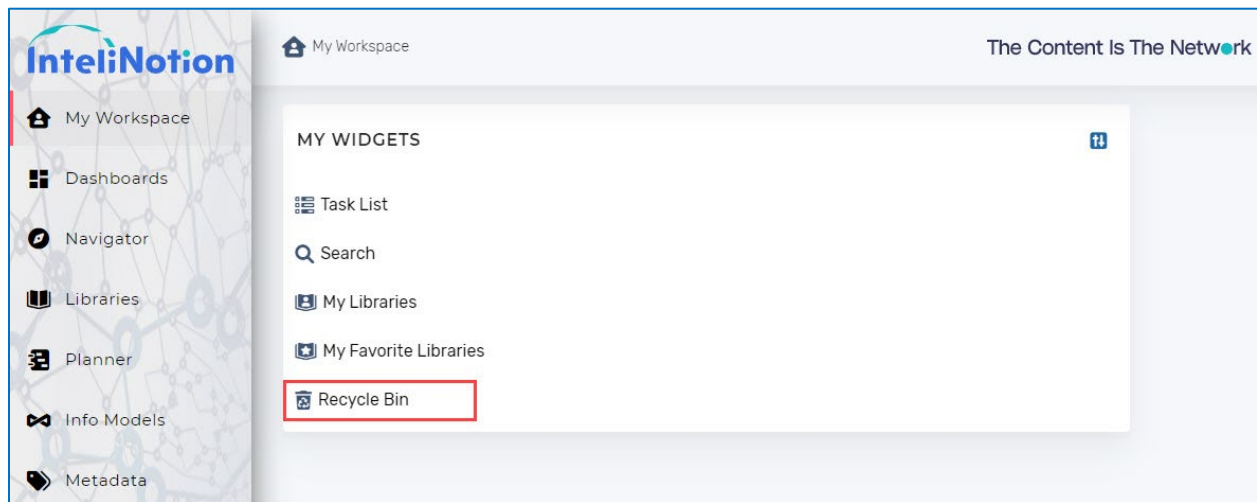 InteliNotion
My Workspace
The Content Is The Network
My Workspace
Dashboards
Navigator
Libraries
Planner
Info Models
Metadata
MY WIDGETS
Task List
Search
My Libraries
My Favorite Libraries
Recycle Bin